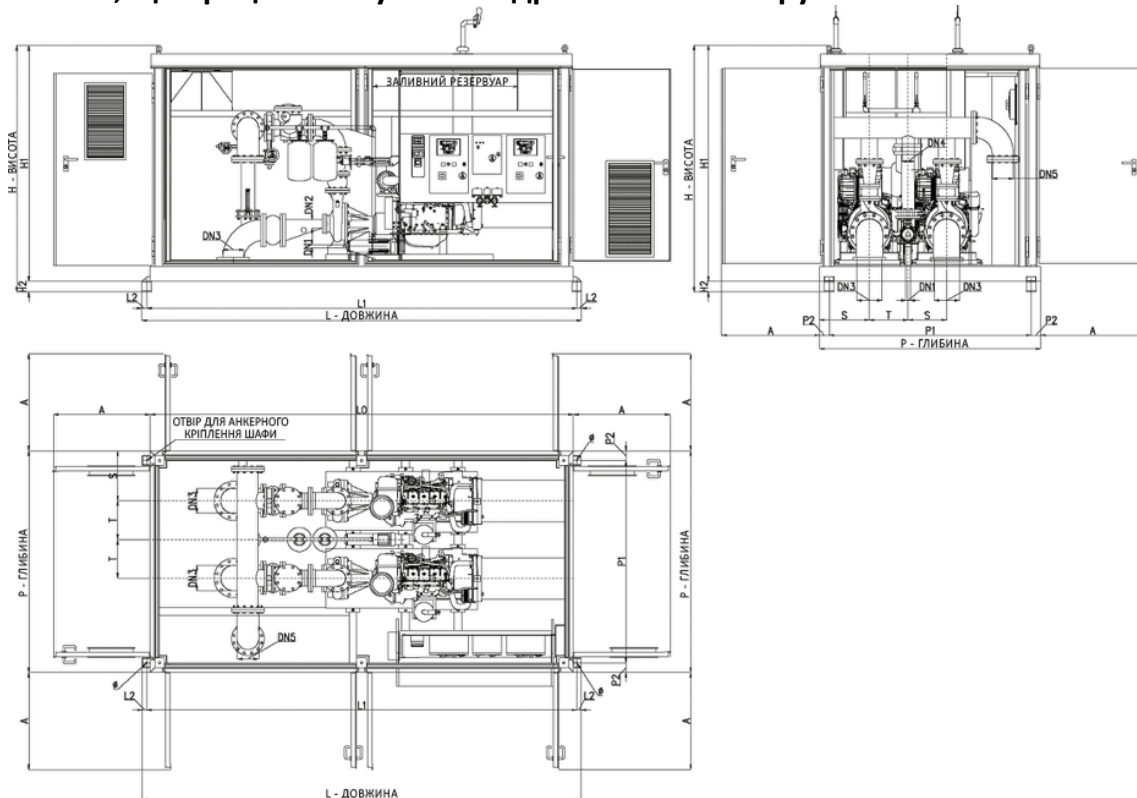 ЗАЛИВНИЙ РЕЗЕРВУАР
H - ВИСОТА
H1
H2
DN3
DN2
DN1
L2
L1
L2
L - ДОВЖИНА
H - ВИСОТА
H1
H2
DN4
DN5
DN3
DN1
DN3
S
T
S
P2
P1
P2
A
A
P - ГЛИБИНА
A
A
L0
A
A
ОТВІР ДЛЯ АНКЕРНОГО
КРІПЛЕННЯ ШАФИ
ø
P2
S
DN3
T
T
DN3
P - ГЛИБИНА
P1
P - ГЛИБИНА
DN5
ø
ø
P2
L2
L1
L2
A
A
L - ДОВЖИНА